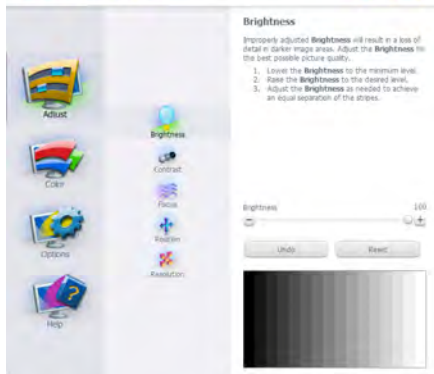 Brightness
Improperly adjusted Brightness will result in a loss of
detail in darker image areas. Adjust the Brightness for
the best possible picture quality.
1. Lower the Brightness to the minimum level.
2. Raise the Brightness to the desired level.
3. Adjust the Brightness as needed to achieve
an equal separation of the stripes.
Adjust
Color
Options
Help
?
Brightness
Contrast
Focus
Position
Resolution
Brightness 100
Undo Reset